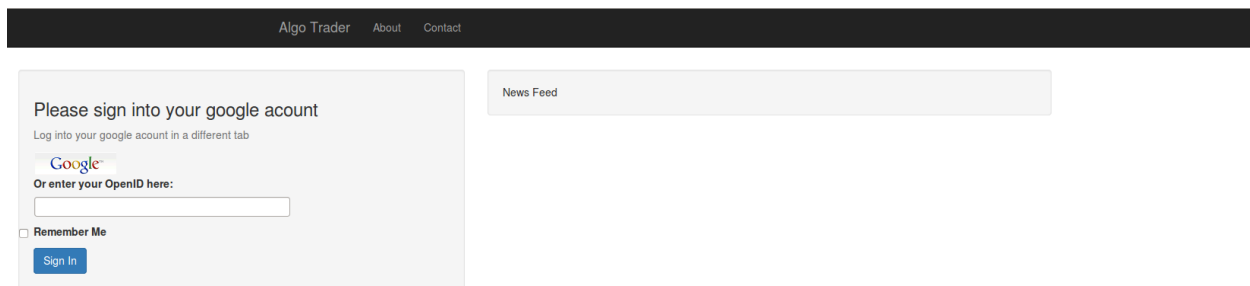 Algo Trader About Contact
Please sign into your google acount
Log into your google acount in a different tab
Google™
Or enter your OpenID here:
Remember Me
Sign In
News Feed